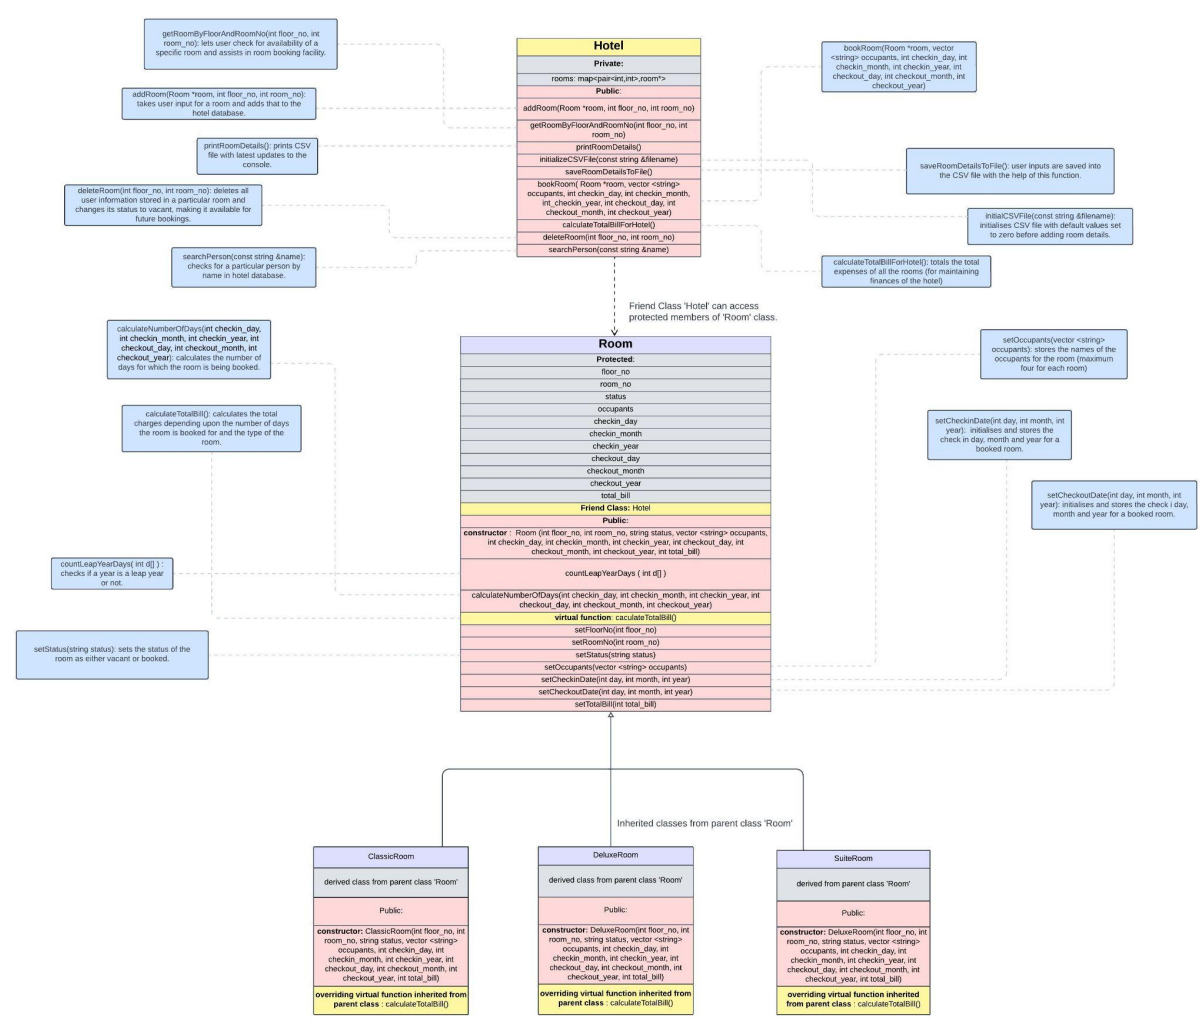 getRoomByFloorAndRoomNo(int floor_no, int
room_no): lets user check for availability of a
specific room and assists in room booking facility.
addRoom(Room *room, int floor_no, int room_no):
takes user input for a room and adds that to the
hotel database.
printRoomDetails(): prints CSV
file with latest updates to the
console.
deleteRoom(int floor_no, int room_no): deletes all
user information stored in a particular room and
changes its status to vacant, making it available for
future bookings.
searchPerson(const string &name):
checks for a particular person by
name in hotel database.
Hotel
Private:
rooms: map<pair<int,int>,room*>
Public:
addRoom(Room *room, int floor_no, int room_no)
getRoomByFloorAndRoomNo(int floor_no, int
room_no)
printRoomDetails()
initializeCSVFile(const string &filename)
saveRoomDetailsToFile()
bookRoom( Room *room, vector <string>
occupants, int checkin_day, int checkin_month,
int_checkin_year, int checkout_day, int
checkout_month, int checkout_year)
calculateTotalBillForHotel()
deleteRoom(int floor_no, int room_no)
searchPerson(const string &name)
bookRoom(Room *room, vector
<string> occupants, int checkin_day, int
checkin_month, int checkin_year, int
checkout_day, int checkout_month, int
checkout_year)
saveRoomDetailsToFile(): user inputs are saved into
the CSV file with the help of this function.
initialCSVFile(const string &filename):
initialises CSV file with default values set
to zero before adding room details.
calculateTotalBillForHotel(): totals the total
expenses of all the rooms (for maintaining
finances of the hotel)
Friend Class 'Hotel' can access
protected members of 'Room' class.
calculateNumberOfDays(int checkin_day,
int checkin_month, int checkin_year, int
checkout_day, int checkout_month, int
checkout_year): calculates the number of
days for which the room is being booked.
calculateTotalBill(): calculates the total
charges depending upon the number of days
the room is booked for and the type of the
room.
countLeapYearDays( int d[] ) :
checks if a year is a leap year
or not.
setStatus(string status): sets the status of the
room as either vacant or booked.
Room
Protected:
floor_no
room_no
status
occupants
checkin_day
checkin_month
checkin_year
checkout_day
checkout_month
checkout_year
total_bill
Friend Class: Hotel
Public:
constructor : Room (int floor_no, int room_no, string status, vector <string> occupants,
int checkin_day, int checkin_month, int checkin_year, int checkout_day, int
checkout_month, int checkout_year, int total_bill)
countLeapYearDays ( int d[] )
calculateNumberOfDays(int checkin_day, int checkin_month, int checkin_year, int
checkout_day, int checkout_month, int checkout_year)
virtual function: caculateTotalBill()
setFloorNo(int floor_no)
setRoomNo(int room_no)
setStatus(string status)
setOccupants(vector <string> occupants)
setCheckinDate(int day, int month, int year)
setCheckoutDate(int day, int month, int year)
setTotalBill(int total_bill)
setOccupants(vector <string>
occupants): stores the names of the
occupants for the room (maximum
four for each room)
setCheckinDate(int day, int month, int
year): initialises and stores the
check in day, month and year for a
booked room.
setCheckoutDate(int day, int month, int
year): initialises and stores the check i day,
month and year for a booked room.
Inherited classes from parent class 'Room'
ClassicRoom
derived class from parent class 'Room'
Public:
constructor: ClassicRoom(int floor_no, int
room_no, string status, vector <string>
occupants, int checkin_day, int
checkin_month, int checkin_year, int
checkout_day, int checkout_month, int
checkout_year, int total_bill)
overriding virtual function inherited from
parent class : calculateTotalBill()
DeluxeRoom
derived class from parent class 'Room'
Public:
constructor: DeluxeRoom(int floor_no, int
room_no, string status, vector <string>
occupants, int checkin_day, int
checkin_month, int checkin_year, int
checkout_day, int checkout_month, int
checkout_year, int total_bill)
overriding virtual function inherited from
parent class : calculateTotalBill()
SuiteRoom
derived from parent class 'Room'
Public:
constructor: DeluxeRoom(int floor_no, int
room_no, string status, vector <string>
occupants, int checkin_day, int
checkin_month, int checkin_year, int
checkout_day, int checkout_month, int
checkout_year, int total_bill)
overriding virtual function inherited
from parent class : calculateTotalBill()